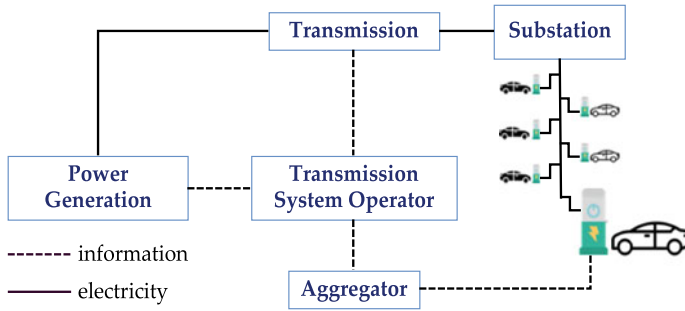 Transmission
Substation
Power
Generation
Transmission
System Operator
information
electricity
Aggregator